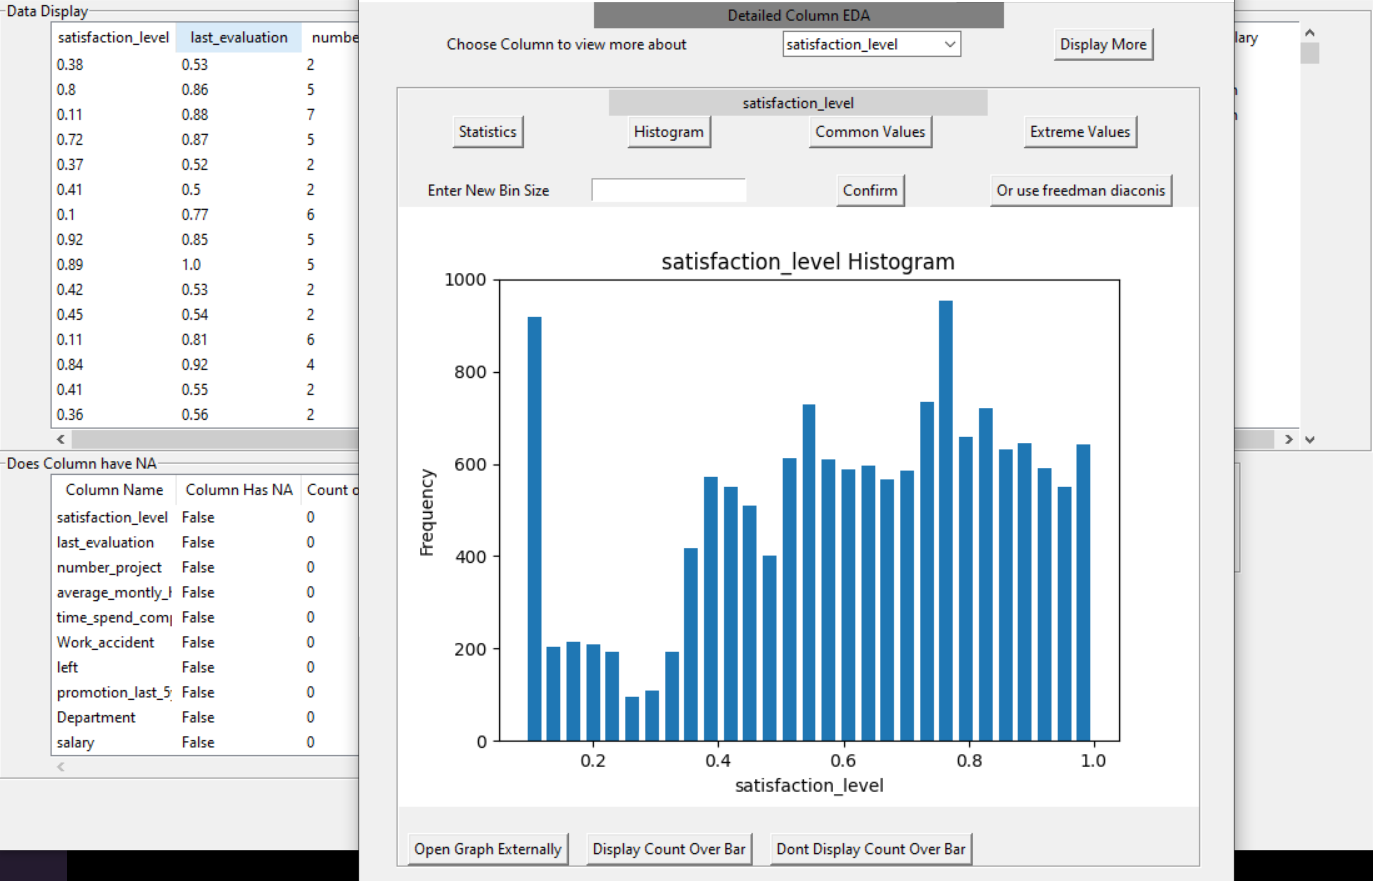 Data Display
satisfaction_level last_evaluation numbe
0.38 0.53 2
0.8 0.86 5
0.11 0.88 7
0.72 0.87 5
0.37 0.52 2
0.41 0.5 2
0.1 0.77 6
0.92 0.85 5
0.89 1.0 5
0.42 0.53 2
0.45 0.54 2
0.11 0.81 6
0.84 0.92 4
0.41 0.55 2
0.36 0.56 2
Does Column have NA
Column Name Column Has NA Count o
satisfaction_level False 0
last_evaluation False 0
number_project False 0
average_montly_h False 0
time_spend_comp False 0
Work_accident False 0
left False 0
promotion_last_5y False 0
Department False 0
salary False 0
Detailed Column EDA
Choose Column to view more about satisfaction_level Display More
satisfaction_level
Statistics Histogram Common Values Extreme Values
Enter New Bin Size Confirm Or use freedman diaconis
satisfaction_level Histogram
1000
800
600
400
200
0
Frequency
0.2 0.4 0.6 0.8 1.0
satisfaction_level
Open Graph Externally Display Count Over Bar Dont Display Count Over Bar
lary